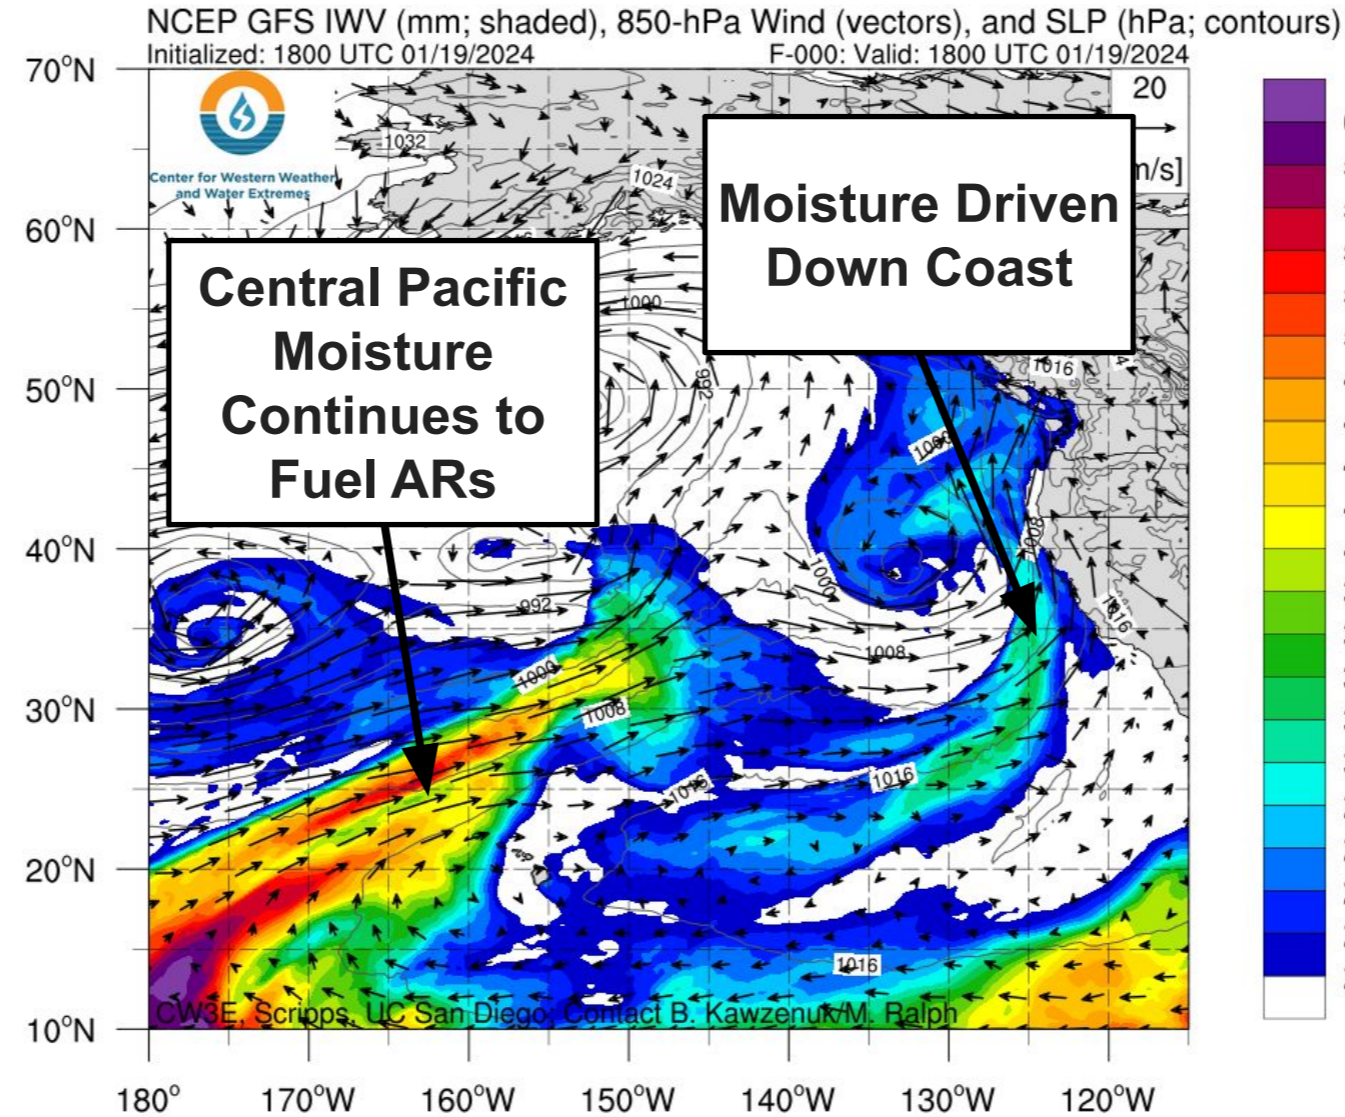 NCEP GFS IWV (mm; shaded), 850-hPa Wind (vectors), and SLP (hPa; contours)
Initialized: 1800 UTC 01/19/2024
F-000: Valid: 1800 UTC 01/19/2024
70°N
60°N
50°N
40°N
30°N
20°N
10°N
Center for Western Weather
and Water Extremes
20
m/s]
Moisture Driven
Down Coast
Central Pacific
Moisture
Continues to
Fuel ARs
1032
1024
1000
992
1016
1000
1008
1000
992
1016
1008
1000
1008
1016
1016
1016
CW3E, Scripps, UC San Diego; Contact B. Kawzenuk/M. Ralph
180°
170°W
160°W
150°W
140°W
130°W
120°W